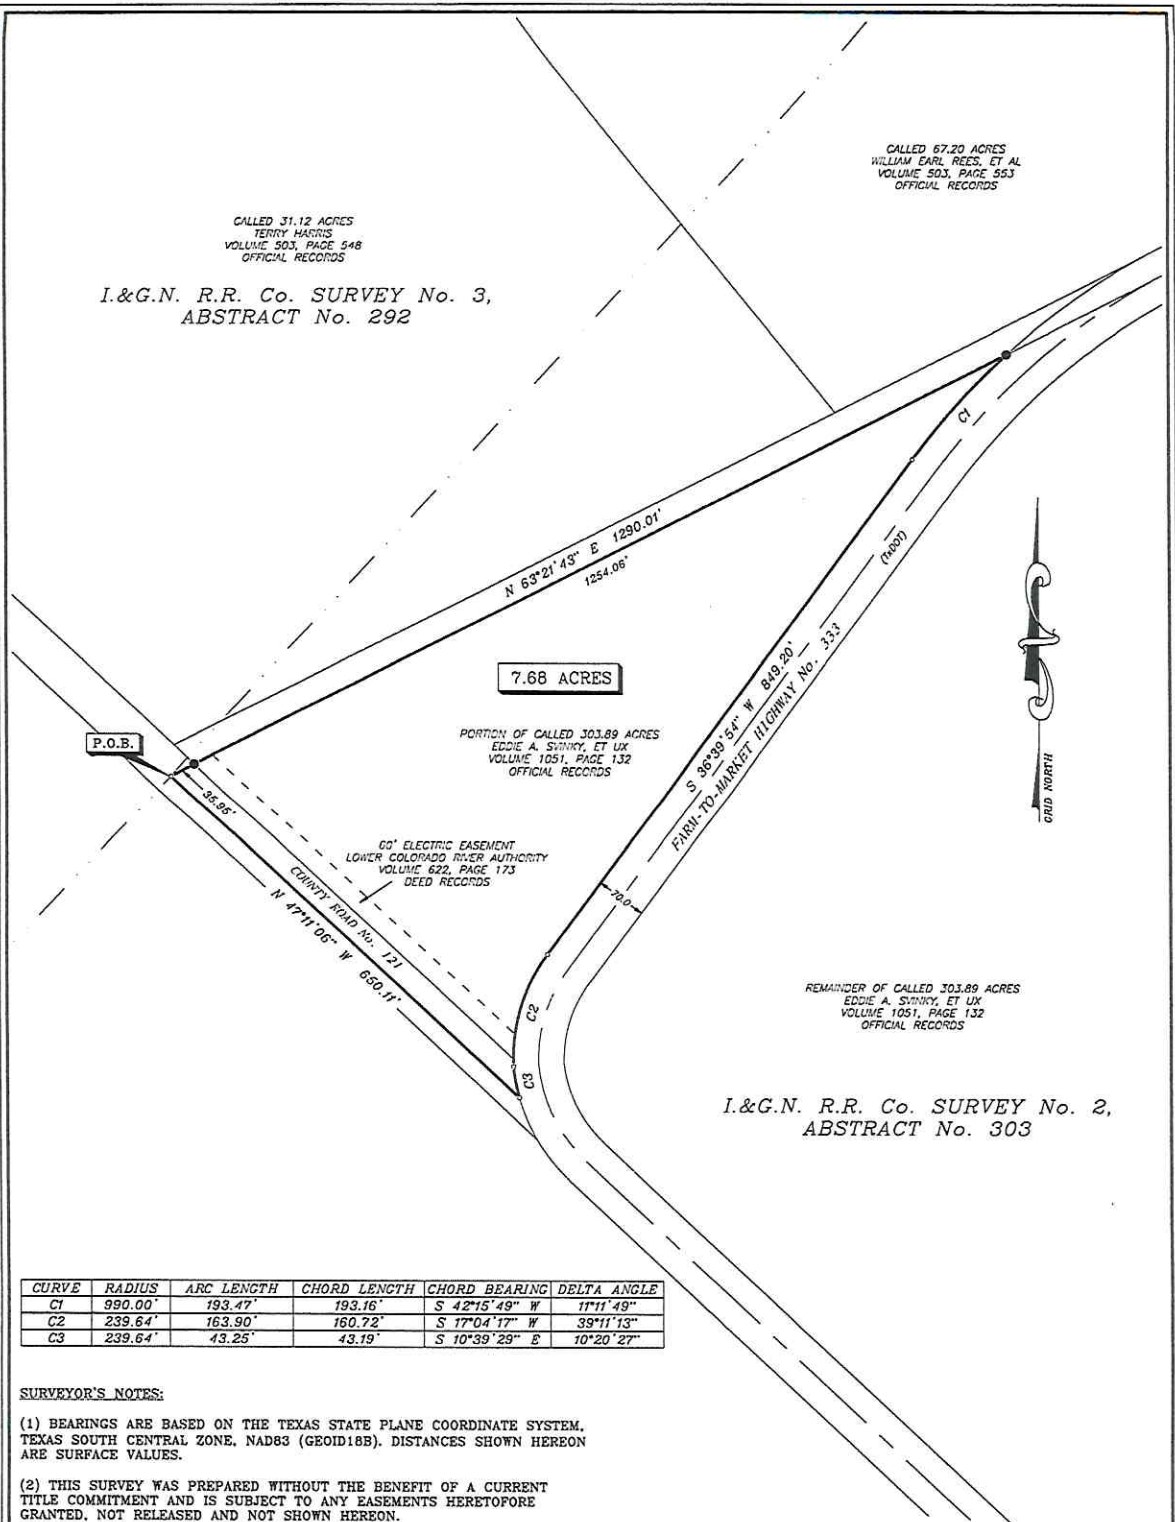 CALLED 67.20 ACRES
WILLIAM EARL REES, ET AL
VOLUME 503, PAGE 553
OFFICIAL RECORDS
CALLED 31.12 ACRES
TERRY HARRIS
VOLUME 503, PAGE 548
OFFICIAL RECORDS
I.&G.N. R.R. Co. SURVEY No. 3,
ABSTRACT No. 292
C1
N 63°21'43" E 1290.01'
1254.06'
(TxDOT)
S 36°39'54" W 849.20'
FARM-TO-MARKET HIGHWAY No. 333
7.68 ACRES
GRID NORTH
P.O.B.
PORTION OF CALLED 303.89 ACRES
EDDIE A. SVINKY, ET UX
VOLUME 1051, PAGE 132
OFFICIAL RECORDS
35.95'
60' ELECTRIC EASEMENT
LOWER COLORADO RIVER AUTHORITY
VOLUME 622, PAGE 173
DEED RECORDS
COUNTY ROAD No. 121
N 47°11'06" W 650.11'
70.0
C2
C3
REMAINDER OF CALLED 303.89 ACRES
EDDIE A. SVINKY, ET UX
VOLUME 1051, PAGE 132
OFFICIAL RECORDS
I.&G.N. R.R. Co. SURVEY No. 2,
ABSTRACT No. 303
CURVE RADIUS ARC LENGTH CHORD LENGTH CHORD BEARING DELTA ANGLE
C1 990.00' 193.47' 193.16' S 42°15'49" W 11°11'49"
C2 239.64' 163.90' 160.72' S 17°04'17" W 39°11'13"
C3 239.64' 43.25' 43.19' S 10°39'29" E 10°20'27"
SURVEYOR'S NOTES:
(1) BEARINGS ARE BASED ON THE TEXAS STATE PLANE COORDINATE SYSTEM,
TEXAS SOUTH CENTRAL ZONE, NAD83 (GEOID18B). DISTANCES SHOWN HEREON
ARE SURFACE VALUES.
(2) THIS SURVEY WAS PREPARED WITHOUT THE BENEFIT OF A CURRENT
TITLE COMMITMENT AND IS SUBJECT TO ANY EASEMENTS HERETOFORE
GRANTED, NOT RELEASED AND NOT SHOWN HEREON.